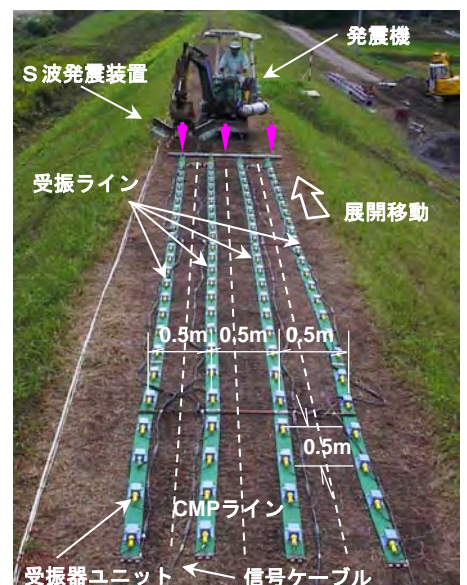 発震機
S波発震装置
受振ライン
展開移動
0.5m 0.5m 0.5m
0.5m
CMPライン
受振器ユニット
信号ケーブル